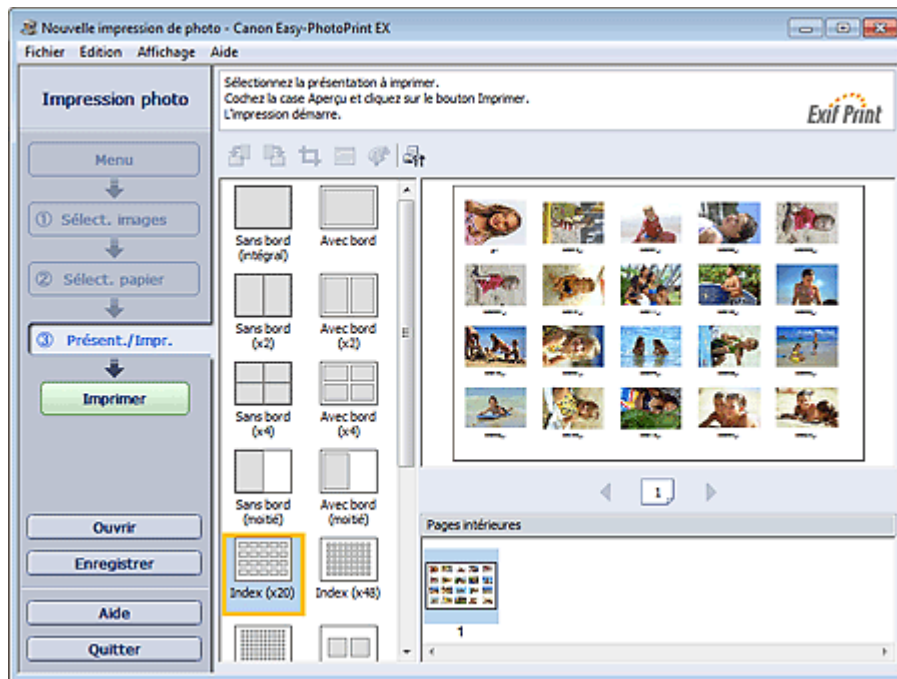 Nouvelle impression de photo - Canon Easy-PhotoPrint EX
Fichier Edition Affichage Aide
Impression photo
Sélectionnez la présentation à imprimer.
Cochez la case Aperçu et cliquez sur le bouton Imprimer.
L'impression démarre.
Exif Print
Menu
① Sélect. images
② Sélect. papier
③ Présent./Impr.
Imprimer
Ouvrir
Enregistrer
Aide
Quitter
Sans bord
(intégral)
Avec bord
Sans bord
(x2)
Avec bord
(x2)
Sans bord
(x4)
Avec bord
(x4)
Sans bord
(moitié)
Avec bord
(moitié)
Index (x20)
Index (x48)
1
Pages intérieures
1